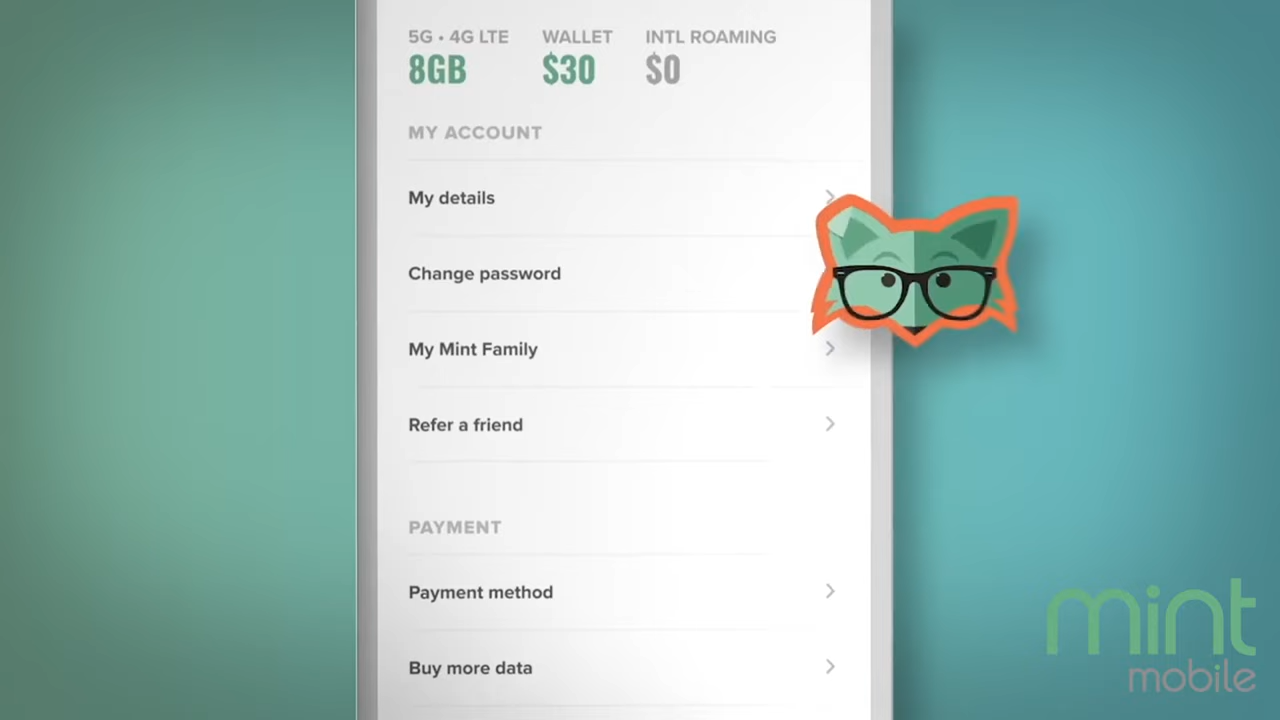 5G • 4G LTE WALLET INTL ROAMING
8GB $30 $0
MY ACCOUNT
My details
Change password
My Mint Family
Refer a friend
PAYMENT
Payment method
Buy more data
mint
mobile